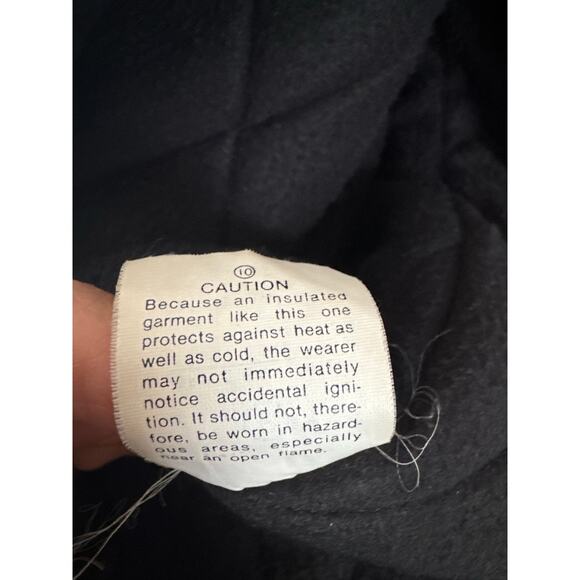 10
CAUTION
Because an insulated
garment like this one
protects against heat as
well as cold, the wearer
may not immediately
notice accidental igni-
tion. It should not, there-
fore, be worn in hazard-
ous areas, especially
near an open flame.